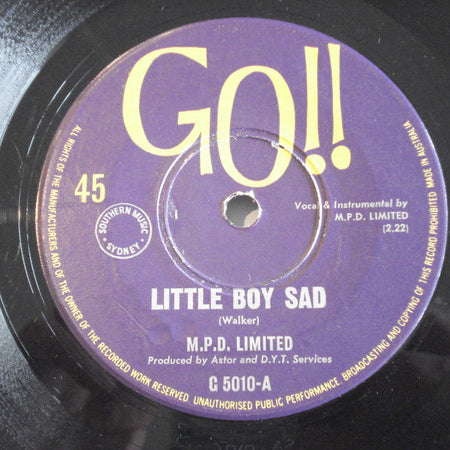 GO!!
45
SOUTHERN MUSIC
SYDNEY
Vocal & Instrumental by
M.P.D. LIMITED
(2.22)
LITTLE BOY SAD
(Walker)
M.P.D. LIMITED
Produced by Astor and D.Y.T. Services
G 5010-A
ALL RIGHTS OF THE MANUFACTURERS AND OF THE OWNER OF THE RECORDED WORK RESERVED. UNAUTHORISED PUBLIC PERFORMANCE, BROADCASTING AND COPYING OF THIS RECORD PROHIBITED MADE IN AUSTRALIA